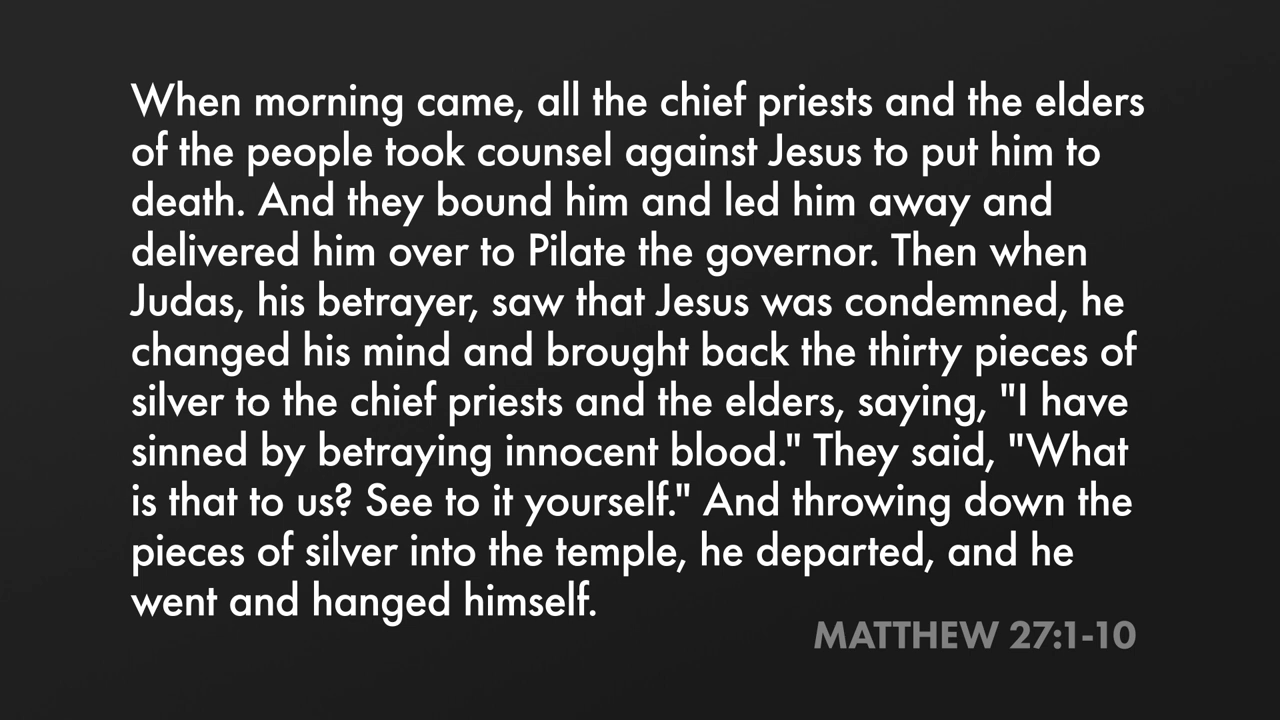 When morning came, all the chief priests and the elders
of the people took counsel against Jesus to put him to
death. And they bound him and led him away and
delivered him over to Pilate the governor. Then when
Judas, his betrayer, saw that Jesus was condemned, he
changed his mind and brought back the thirty pieces of
silver to the chief priests and the elders, saying, "I have
sinned by betraying innocent blood." They said, "What
is that to us? See to it yourself." And throwing down the
pieces of silver into the temple, he departed, and he
went and hanged himself.
MATTHEW 27:1-10